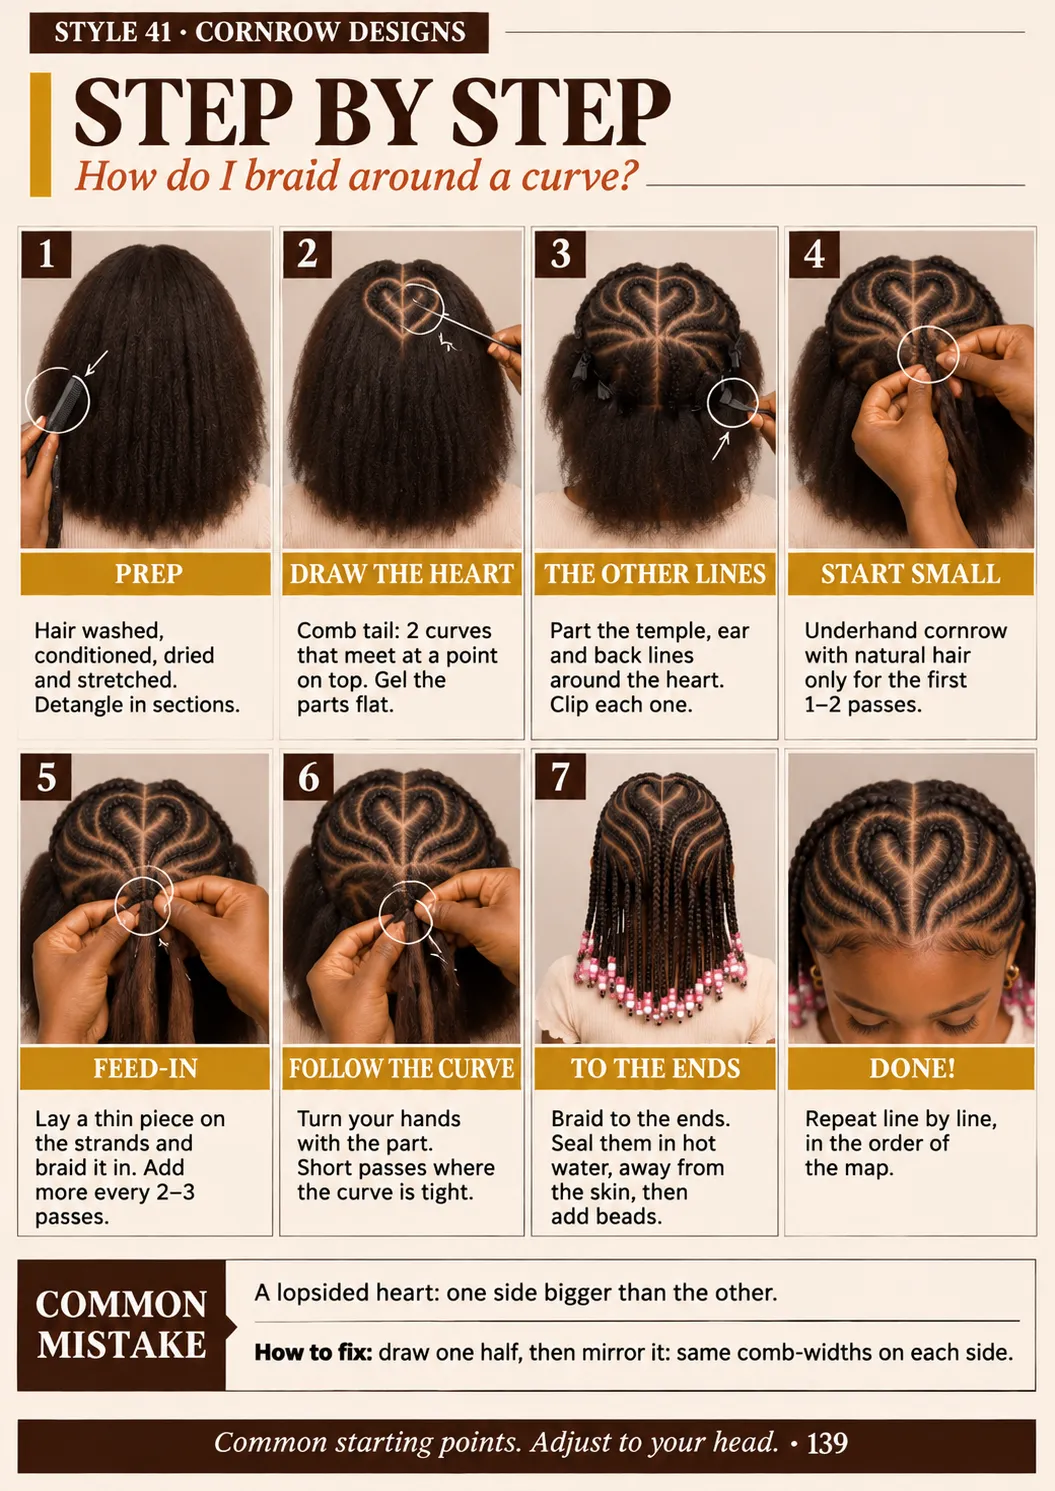 STYLE 41 · CORNROW DESIGNS
STEP BY STEP
How do I braid around a curve?
1
PREP
Hair washed,
conditioned, dried
and stretched.
Detangle in sections.
2
DRAW THE HEART
Comb tail: 2 curves
that meet at a point
on top. Gel the
parts flat.
3
THE OTHER LINES
Part the temple, ear
and back lines
around the heart.
Clip each one.
4
START SMALL
Underhand cornrow
with natural hair
only for the first
1–2 passes.
5
FEED-IN
Lay a thin piece on
the strands and
braid it in. Add
more every 2–3
passes.
6
FOLLOW THE CURVE
Turn your hands
with the part.
Short passes where
the curve is tight.
7
TO THE ENDS
Braid to the ends.
Seal them in hot
water, away from
the skin, then
add beads.
DONE!
Repeat line by line,
in the order of
the map.
COMMON
MISTAKE
A lopsided heart: one side bigger than the other.
How to fix: draw one half, then mirror it: same comb-widths on each side.
Common starting points. Adjust to your head. · 139